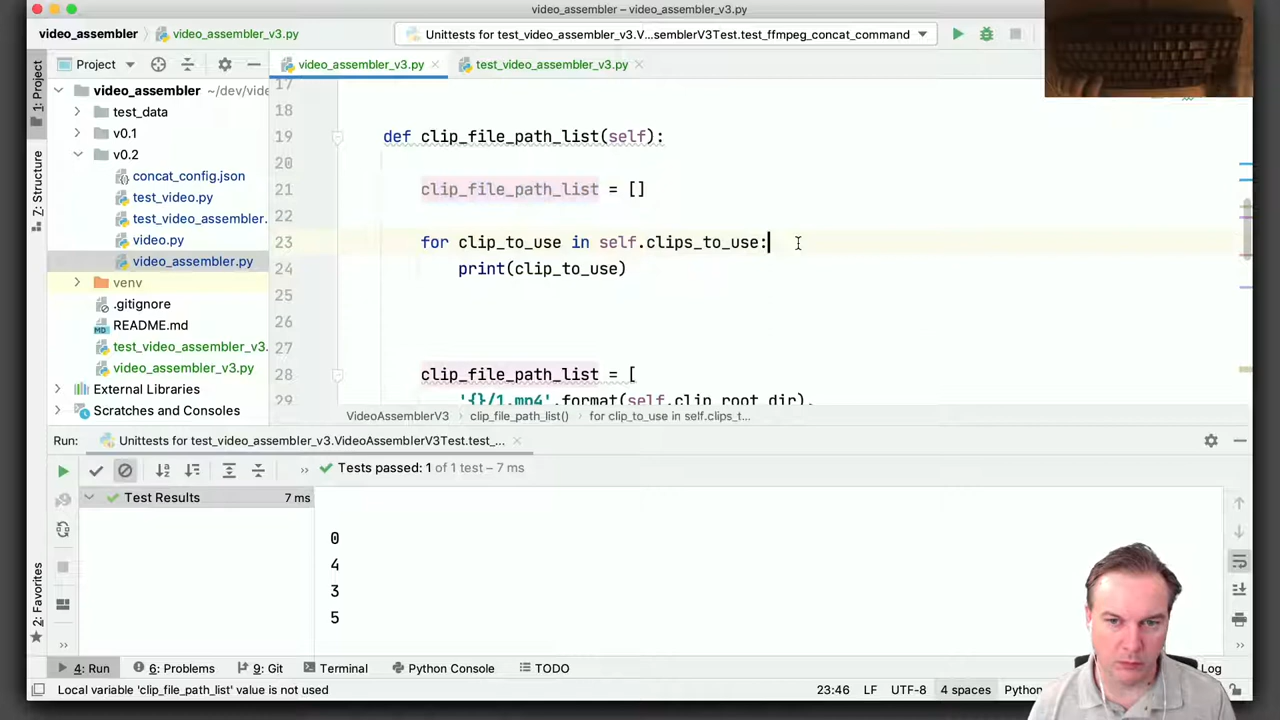 video_assembler – video_assembler_v3.py
video_assembler
video_assembler_v3.py
Unittests for test_video_assembler_v3.V...semblerV3Test.test_ffmpeg_concat_command
1: Project
Project
video_assembler_v3.py
test_video_assembler_v3.py
video_assembler ~/dev/vide
test_data
v0.1
v0.2
concat_config.json
test_video.py
test_video_assembler.
video.py
video_assembler.py
venv
.gitignore
README.md
test_video_assembler_v3.
video_assembler_v3.py
External Libraries
Scratches and Consoles
Z: Structure
2: Favorites
17
18
19 def clip_file_path_list(self):
20
21 clip_file_path_list = []
22
23 for clip_to_use in self.clips_to_use:
24 print(clip_to_use)
25
26
27
28 clip_file_path_list = [
29 '{}/1.mp4'.format(self.clip_root_dir),
VideoAssemblerV3 clip_file_path_list() for clip_to_use in self.clips_t...
Run: Unittests for test_video_assembler_v3.VideoAssemblerV3Test.test_...
Tests passed: 1 of 1 test – 7 ms
Test Results 7 ms
0
4
3
5
4: Run
6: Problems
9: Git
Terminal
Python Console
TODO
Log
Local variable 'clip_file_path_list' value is not used
23:46 LF UTF-8 4 spaces Python